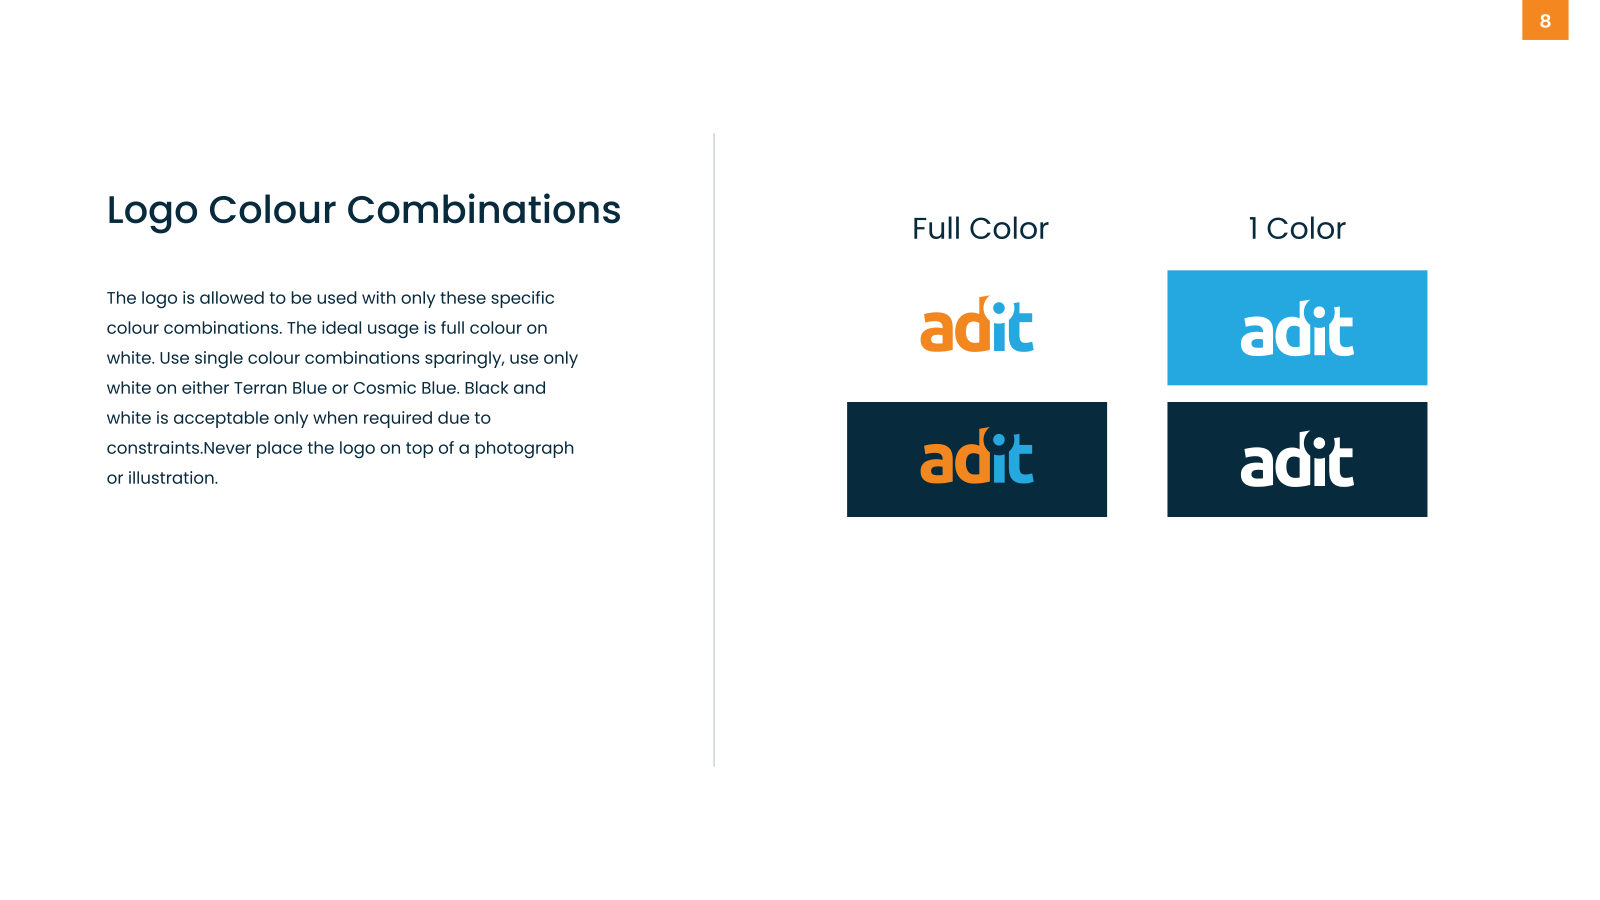 8
Logo Colour Combinations
The logo is allowed to be used with only these specific
colour combinations. The ideal usage is full colour on
white. Use single colour combinations sparingly, use only
white on either Terran Blue or Cosmic Blue. Black and
white is acceptable only when required due to
constraints.Never place the logo on top of a photograph
or illustration.
Full Color
1 Color
adit
adit
adit
adit